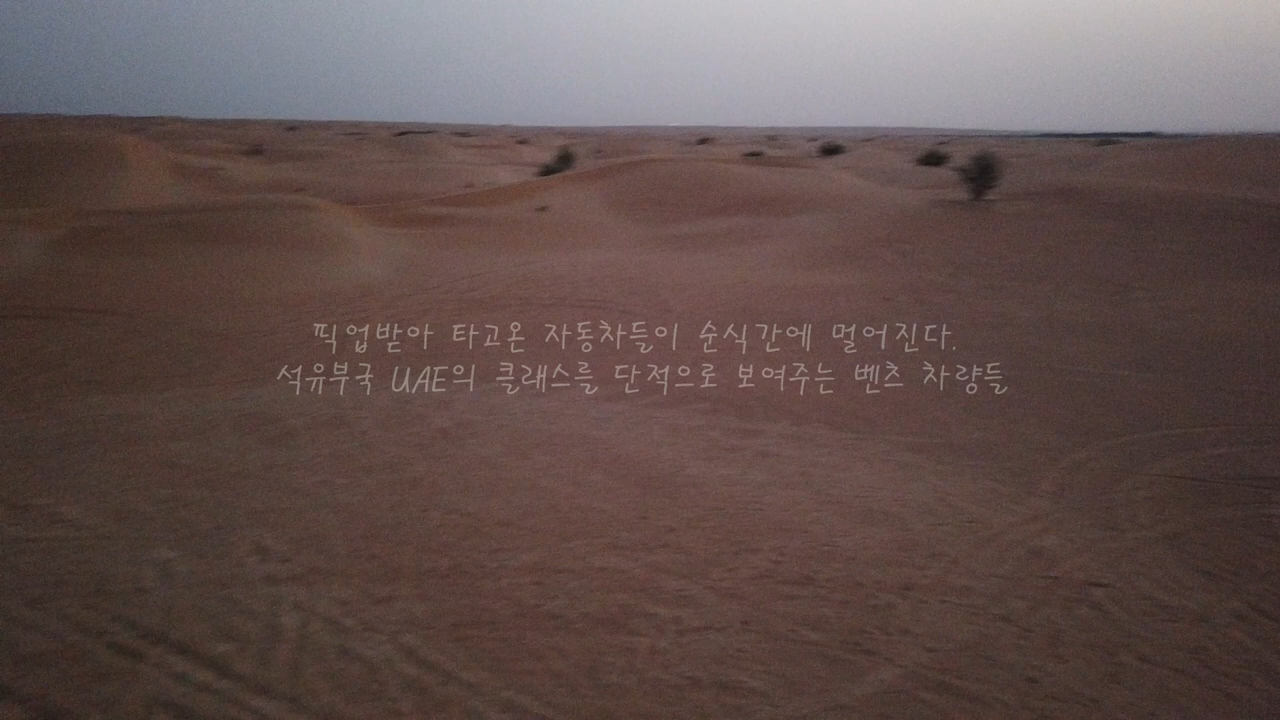 픽업받아 타고온 자동차들이 순식간에 멀어진다.
석유부국 UAE의 클래스를 단적으로 보여주는 벤츠 차량들